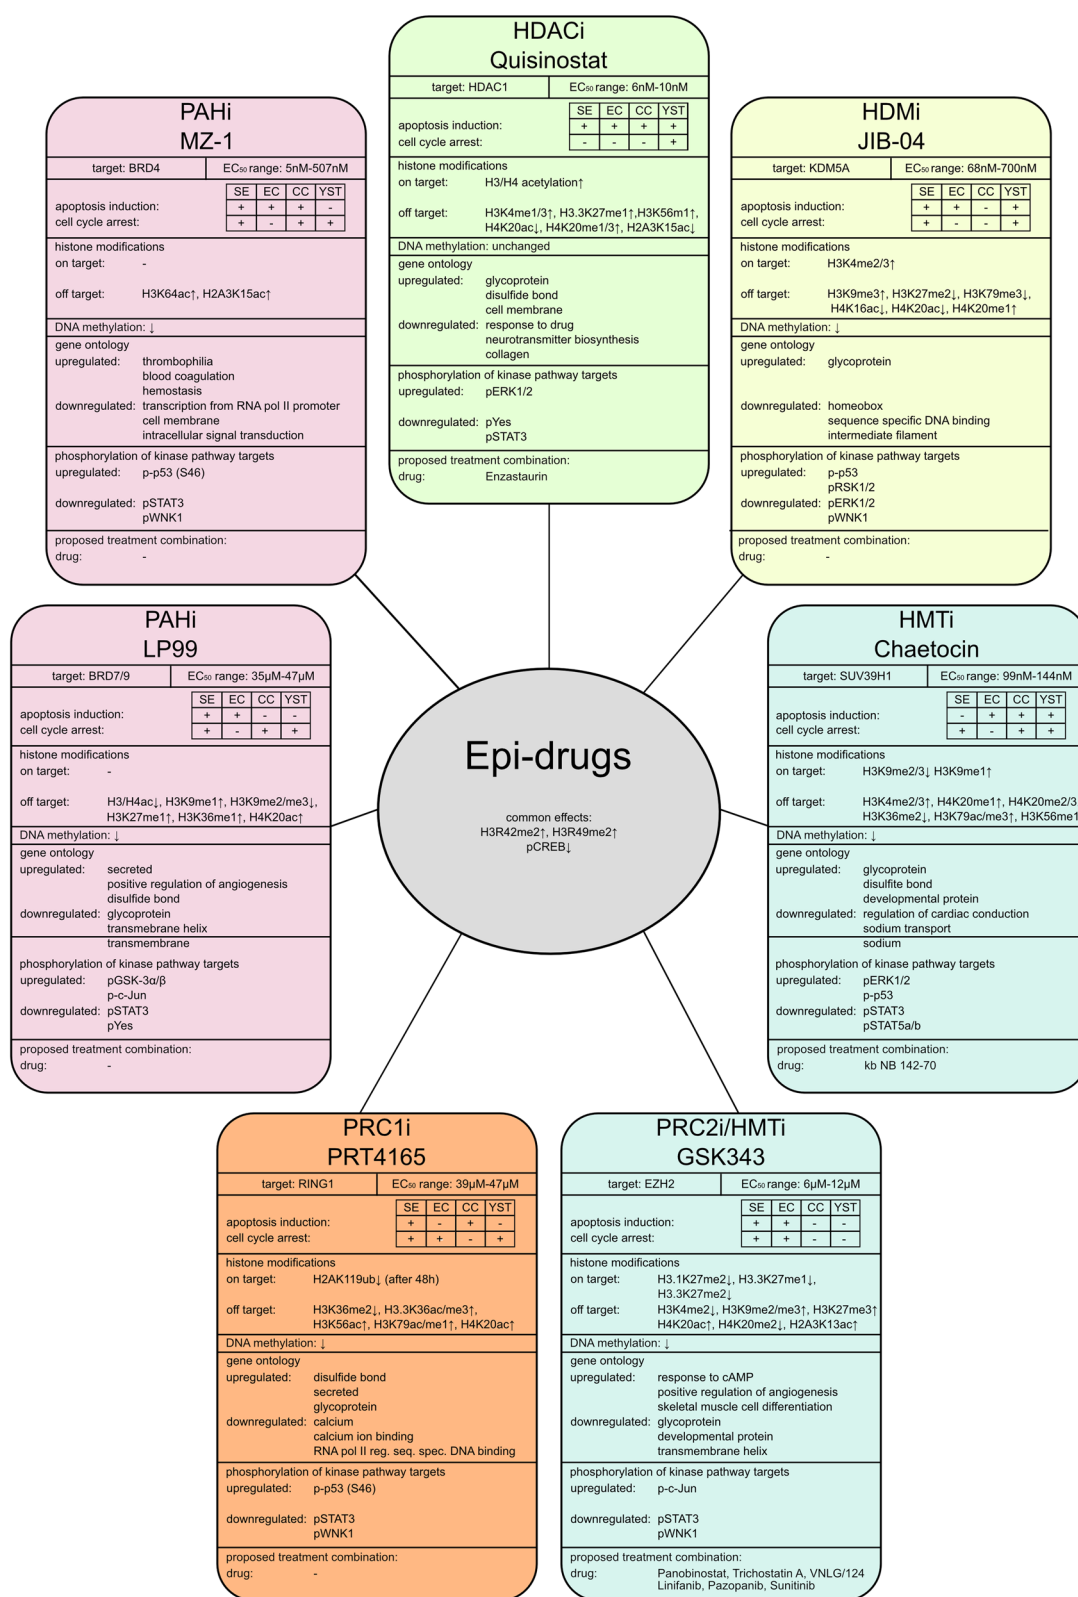 HDACi
Quisinostat
target: HDAC1 EC50 range: 6nM-10nM
SE EC CC YST
apoptosis induction: + + + +
cell cycle arrest: - - - +
histone modifications
on target: H3/H4 acetylation↑
off target: H3K4me1/3↑, H3.3K27me1↑,H3K56m1↑,
H4K20ac↓, H4K20me1/3↑, H2A3K15ac↓
DNA methylation: unchanged
gene ontology
upregulated: glycoprotein
disulfide bond
cell membrane
downregulated: response to drug
neurotransmitter biosynthesis
collagen
phosphorylation of kinase pathway targets
upregulated: pERK1/2
downregulated: pYes
pSTAT3
proposed treatment combination:
drug: Enzastaurin
PAHi
MZ-1
target: BRD4 EC50 range: 5nM-507nM
SE EC CC YST
apoptosis induction: + + + -
cell cycle arrest: + - + +
histone modifications
on target: -
off target: H3K64ac↑, H2A3K15ac↑
DNA methylation: ↓
gene ontology
upregulated: thrombophilia
blood coagulation
hemostasis
downregulated: transcription from RNA pol II promoter
cell membrane
intracellular signal transduction
phosphorylation of kinase pathway targets
upregulated: p-p53 (S46)
downregulated: pSTAT3
pWNK1
proposed treatment combination:
drug: -
HDMi
JIB-04
target: KDM5A EC50 range: 68nM-700nM
SE EC CC YST
apoptosis induction: + + - +
cell cycle arrest: + - - +
histone modifications
on target: H3K4me2/3↑
off target: H3K9me3↑, H3K27me2↓, H3K79me3↓,
H4K16ac↓, H4K20ac↓, H4K20me1↑
DNA methylation: ↓
gene ontology
upregulated: glycoprotein
downregulated: homeobox
sequence specific DNA binding
intermediate filament
phosphorylation of kinase pathway targets
upregulated: p-p53
pRSK1/2
downregulated: pERK1/2
pWNK1
proposed treatment combination:
drug: -
PAHi
LP99
target: BRD7/9 EC50 range: 35µM-47µM
SE EC CC YST
apoptosis induction: + + - -
cell cycle arrest: + - + +
histone modifications
on target: -
off target: H3/H4ac↓, H3K9me1↑, H3K9me2/me3↓,
H3K27me1↑, H3K36me1↑, H4K20ac↑
DNA methylation: ↓
gene ontology
upregulated: secreted
positive regulation of angiogenesis
disulfide bond
downregulated: glycoprotein
transmebrane helix
transmembrane
phosphorylation of kinase pathway targets
upregulated: pGSK-3α/β
p-c-Jun
downregulated: pSTAT3
pYes
proposed treatment combination:
drug: -
Epi-drugs
common effects:
H3R42me2↑, H3R49me2↑
pCREB↓
HMTi
Chaetocin
target: SUV39H1 EC50 range: 99nM-144nM
SE EC CC YST
apoptosis induction: - + + +
cell cycle arrest: + - + +
histone modifications
on target: H3K9me2/3↓ H3K9me1↑
off target: H3K4me2/3↑, H4K20me1↑, H4K20me2/3
H3K36me2↓, H3K79ac/me3↑, H3K56me1
DNA methylation: ↓
gene ontology
upregulated: glycoprotein
disulfite bond
developmental protein
downregulated: regulation of cardiac conduction
sodium transport
sodium
phosphorylation of kinase pathway targets
upregulated: pERK1/2
p-p53
downregulated: pSTAT3
pSTAT5a/b
proposed treatment combination:
drug: kb NB 142-70
PRC1i
PRT4165
target: RING1 EC50 range: 39µM-47µM
SE EC CC YST
apoptosis induction: + - + -
cell cycle arrest: + + - +
histone modifications
on target: H2AK119ub↓ (after 48h)
off target: H3K36me2↓, H3.3K36ac/me3↑,
H3K56ac↑, H3K79ac/me1↑, H4K20ac↑
DNA methylation: ↓
gene ontology
upregulated: disulfide bond
secreted
glycoprotein
downregulated: calcium
calcium ion binding
RNA pol II reg. seq. spec. DNA binding
phosphorylation of kinase pathway targets
upregulated: p-p53 (S46)
downregulated: pSTAT3
pWNK1
proposed treatment combination:
drug: -
PRC2i/HMTi
GSK343
target: EZH2 EC50 range: 6µM-12µM
SE EC CC YST
apoptosis induction: + + - -
cell cycle arrest: + + - -
histone modifications
on target: H3.1K27me2↓, H3.3K27me1↓,
H3.3K27me2↓
off target: H3K4me2↓, H3K9me2/me3↑, H3K27me3↑
H4K20ac↑, H4K20me2↓, H2A3K13ac↑
DNA methylation: ↓
gene ontology
upregulated: response to cAMP
positive regulation of angiogenesis
skeletal muscle cell differentiation
downregulated: glycoprotein
developmental protein
transmembrane helix
phosphorylation of kinase pathway targets
upregulated: p-c-Jun
downregulated: pSTAT3
pWNK1
proposed treatment combination:
drug: Panobinostat, Trichostatin A, VNLG/124
Linifanib, Pazopanib, Sunitinib